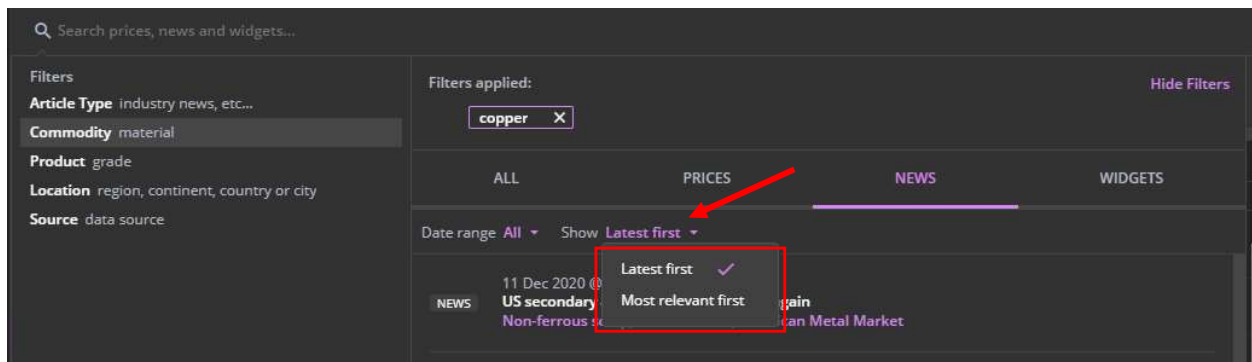 Search prices, news and widgets...
Filters
Article Type industry news, etc...
Commodity material
Product grade
Location region, continent, country or city
Source data source
Filters applied:
Hide Filters
copper X
ALL PRICES NEWS WIDGETS
Date range All Show Latest first
Latest first
Most relevant first
11 Dec 2020 @
NEWS US secondary gain
Non-ferrous can Metal Market